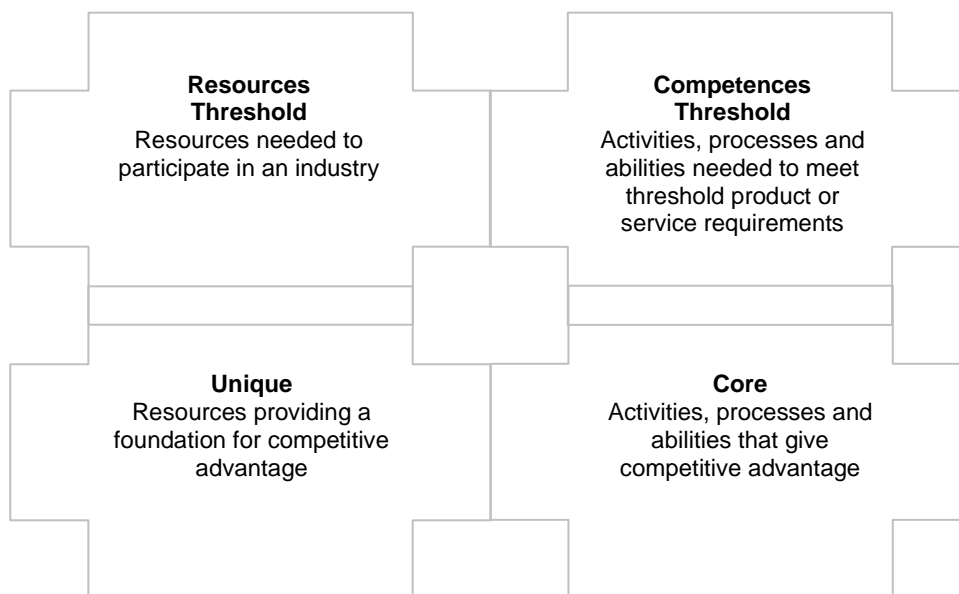 Resources
Threshold
Resources needed to
participate in an industry
Competences
Threshold
Activities, processes and
abilities needed to meet
threshold product or
service requirements
Unique
Resources providing a
foundation for competitive
advantage
Core
Activities, processes and
abilities that give
competitive advantage